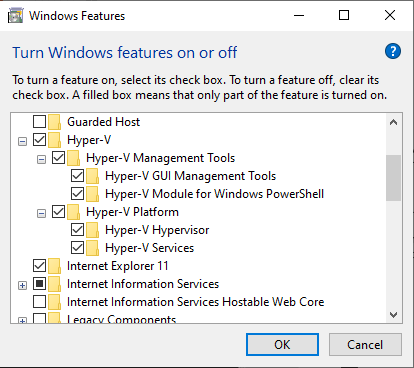 Windows Features
Turn Windows features on or off
To turn a feature on, select its check box. To turn a feature off, clear its
check box. A filled box means that only part of the feature is turned on.
Guarded Host
Hyper-V
Hyper-V Management Tools
Hyper-V GUI Management Tools
Hyper-V Module for Windows PowerShell
Hyper-V Platform
Hyper-V Hypervisor
Hyper-V Services
Internet Explorer 11
Internet Information Services
Internet Information Services Hostable Web Core
Legacy Components
OK
Cancel